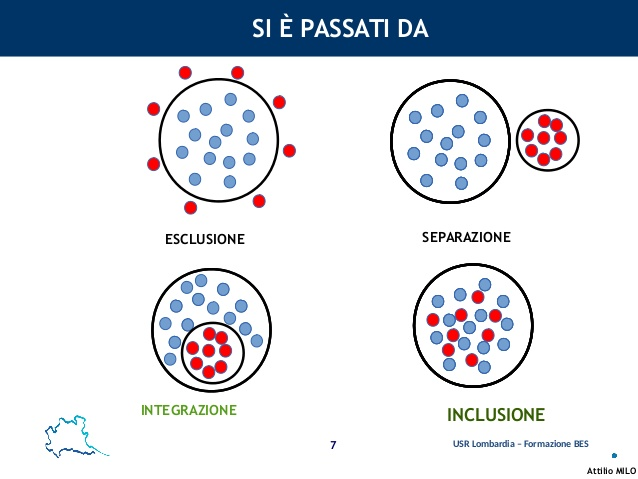 SI È PASSATI DA
ESCLUSIONE
SEPARAZIONE
INTEGRAZIONE
INCLUSIONE
7
USR Lombardia – Formazione BES
Attilio MILO